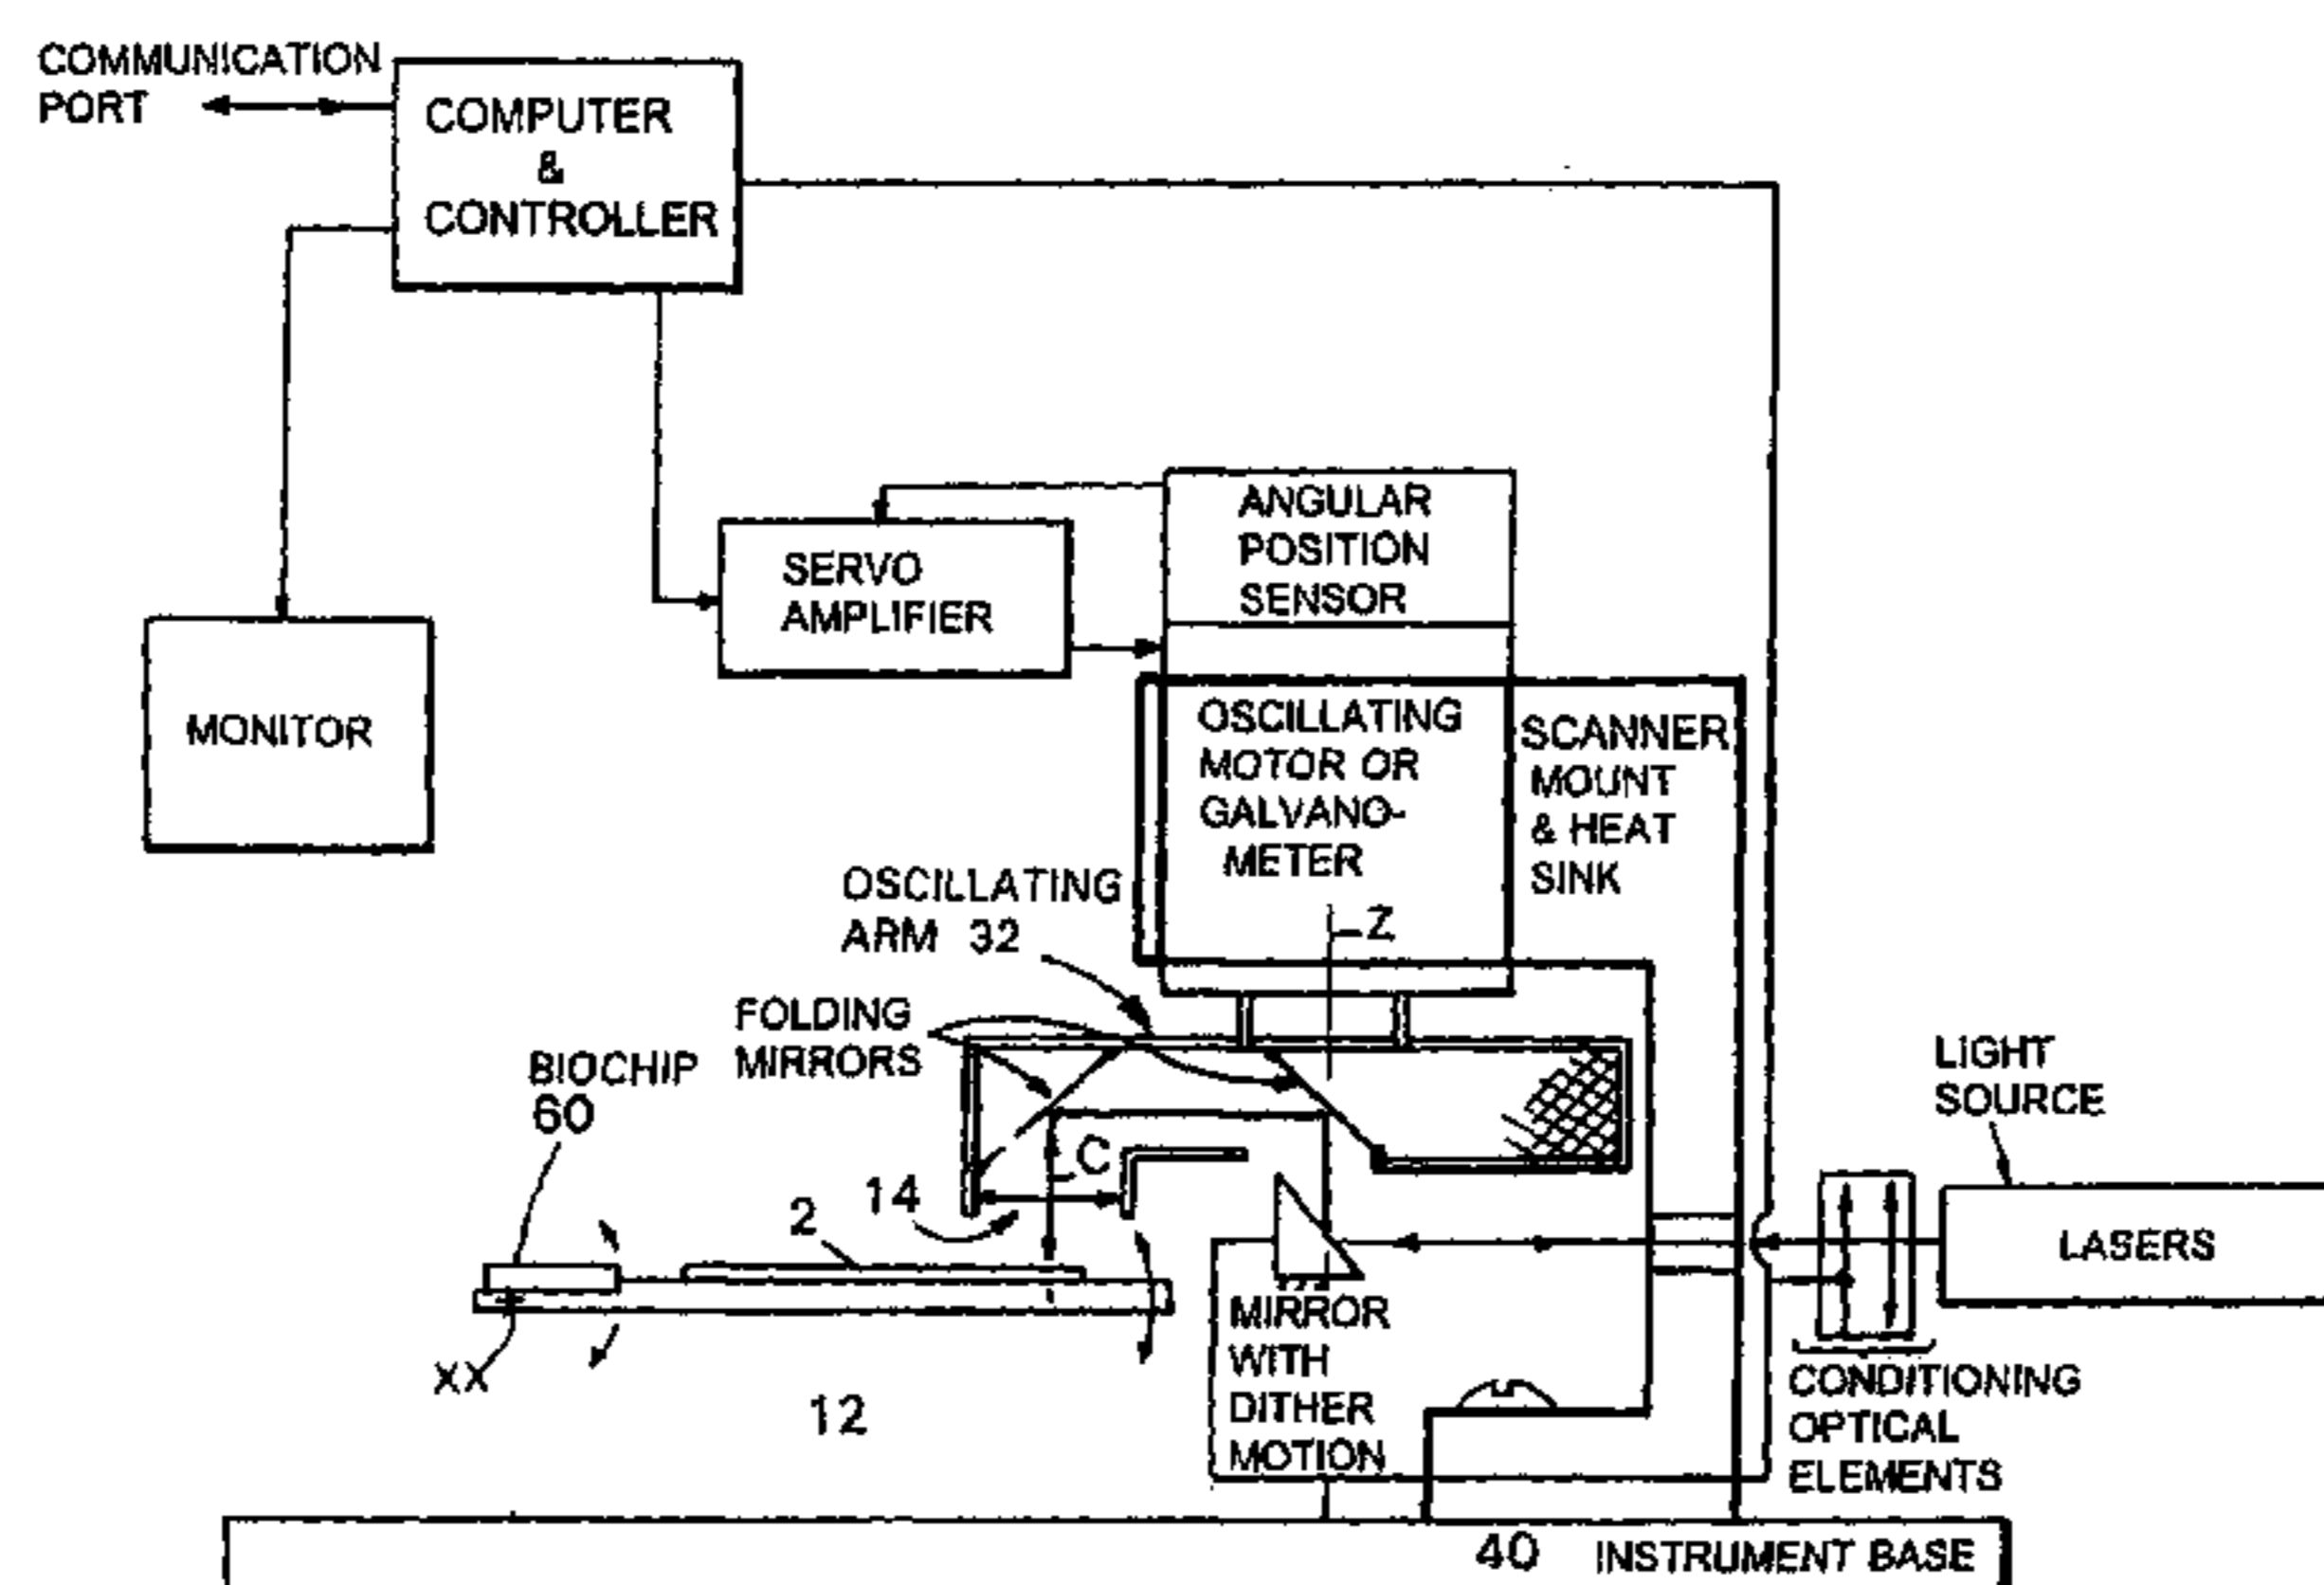 COMMUNICATION
PORT
COMPUTER
&
CONTROLLER
ANGULAR
POSITION
SENSOR
SERVO
AMPLIFIER
MONITOR
OSCILLATING
MOTOR OR
GALVANO-
METER
SCANNER
MOUNT
& HEAT
SINK
OSCILLATING
ARM 32
Z
FOLDING
MIRRORS
BIOCHIP
60
LIGHT
SOURCE
C
14
2
LASERS
XX
12
MIRROR
WITH
DITHER
MOTION
CONDITIONING
OPTICAL
ELEMENTS
40 INSTRUMENT BASE